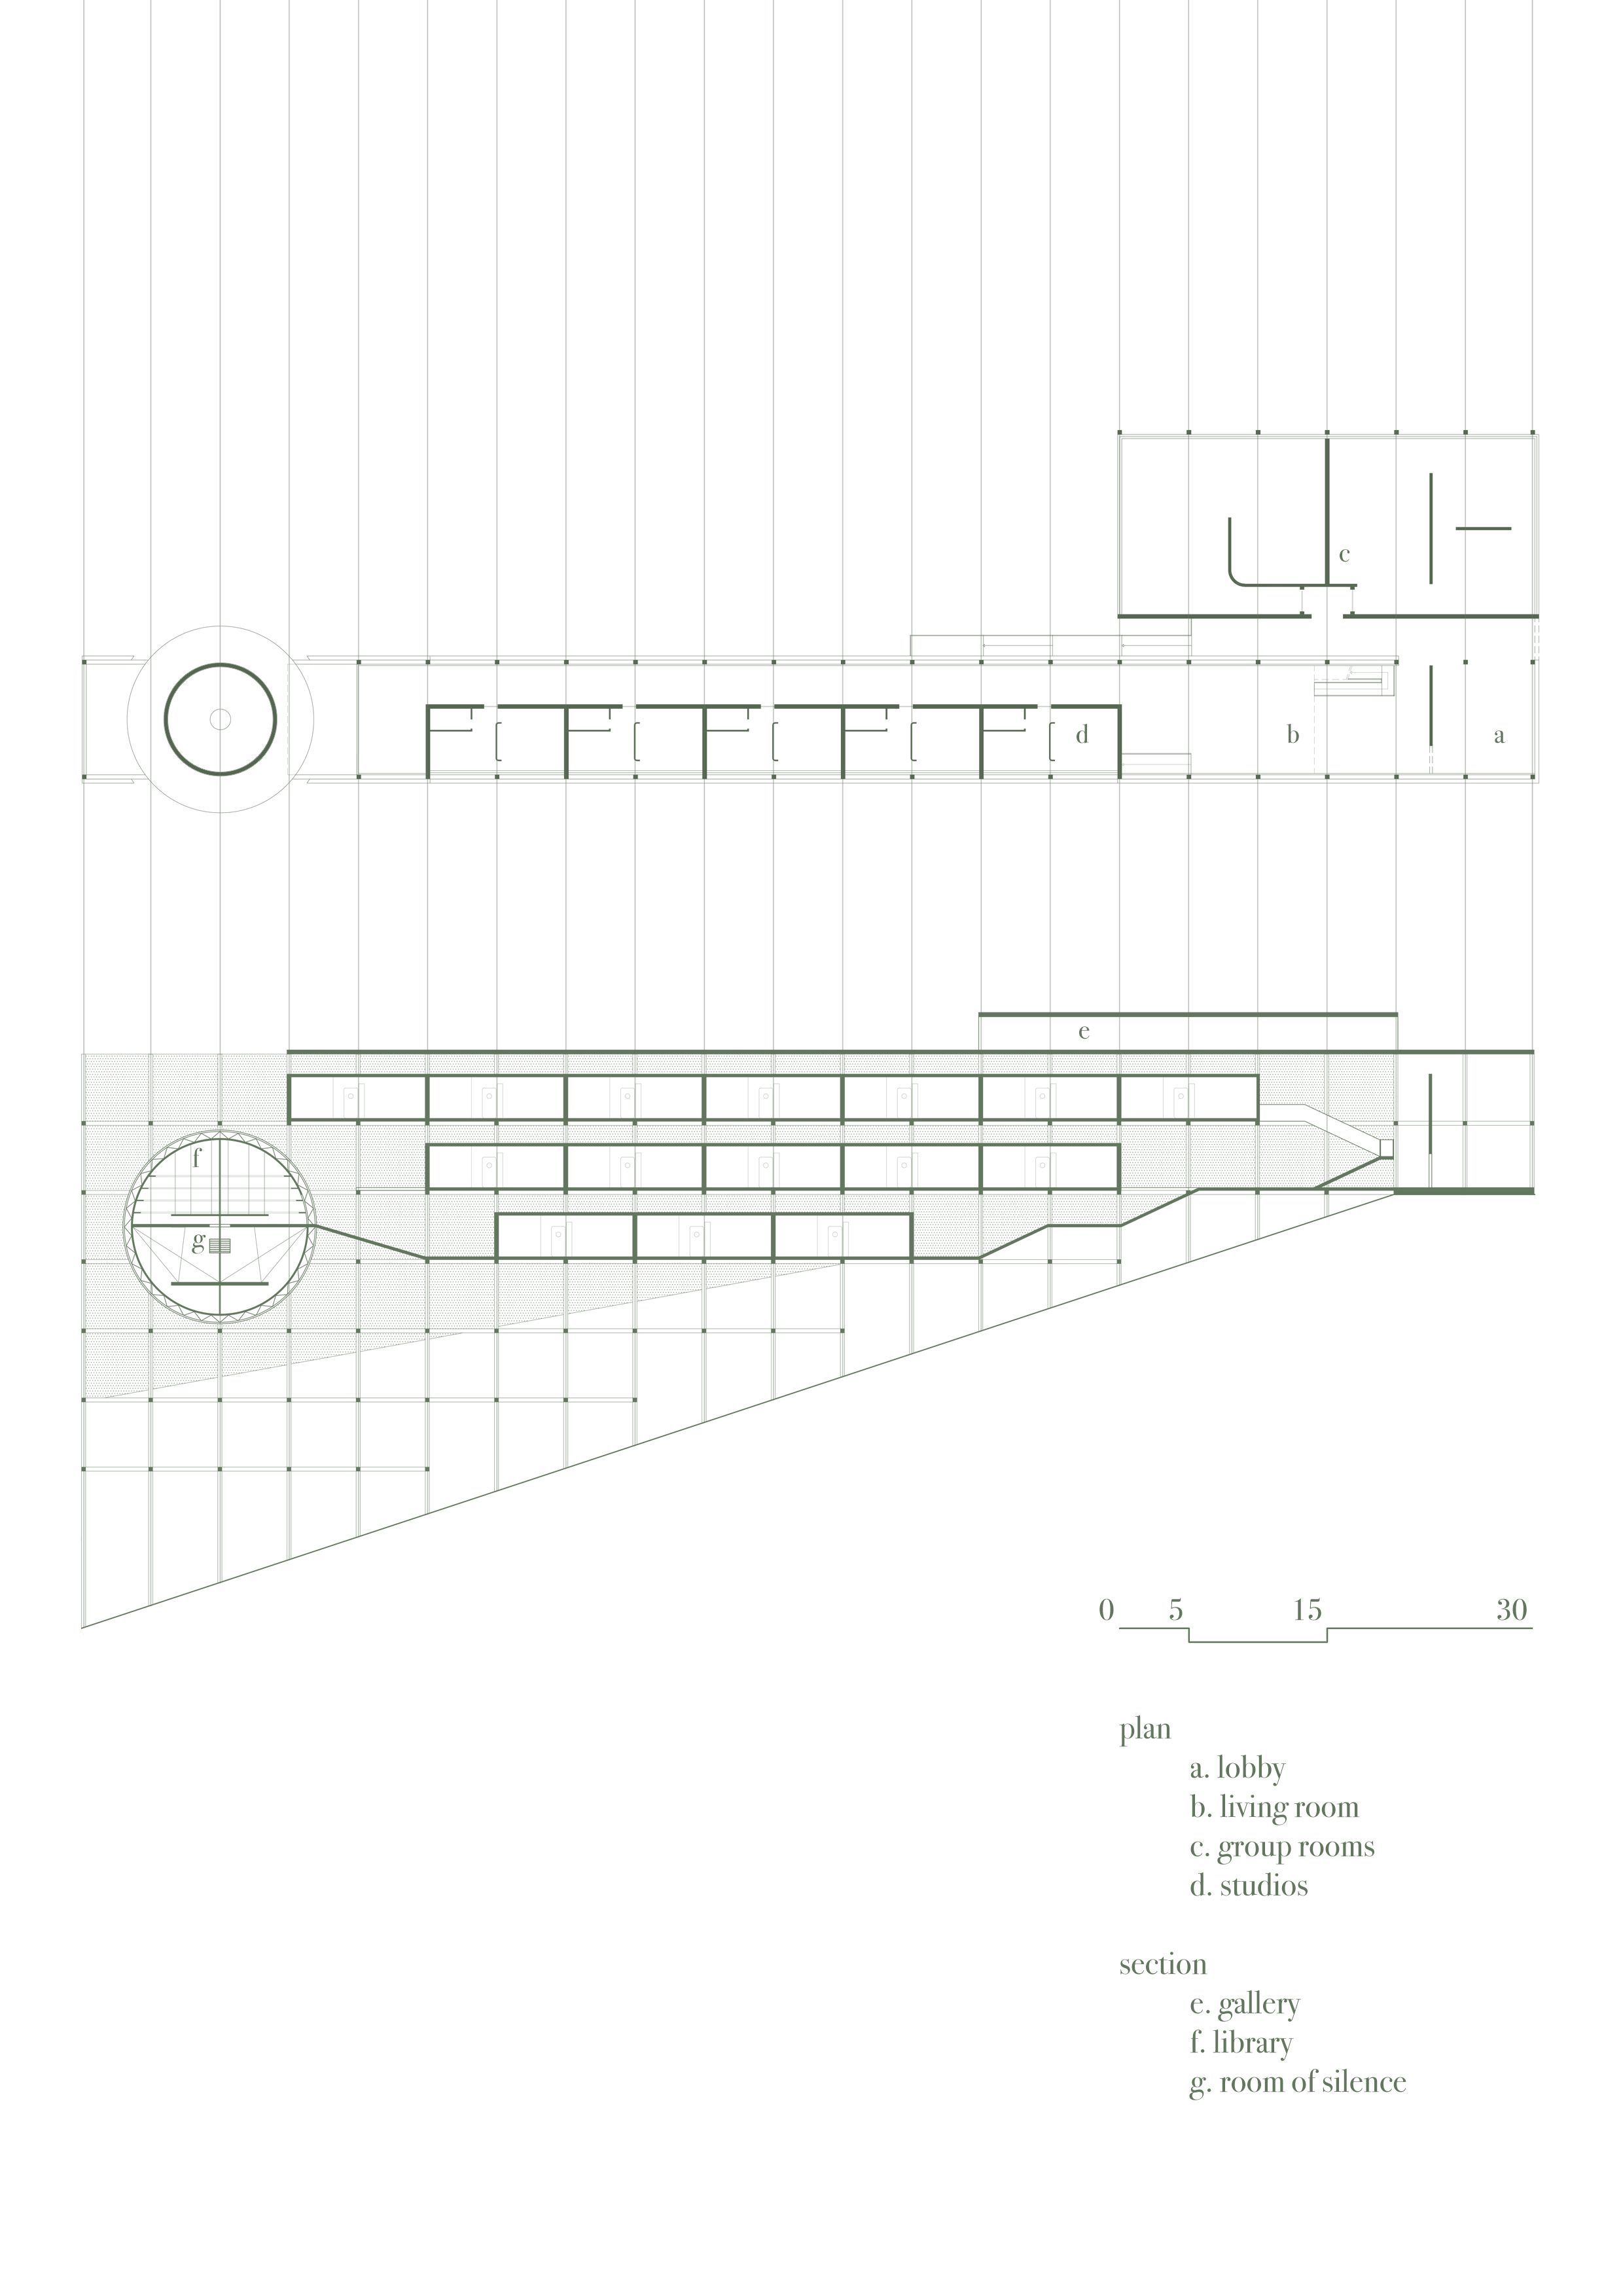 c
d
b
a
e
f
g
0 5 15 30
plan
a. lobby
b. living room
c. group rooms
d. studios
section
e. gallery
f. library
g. room of silence